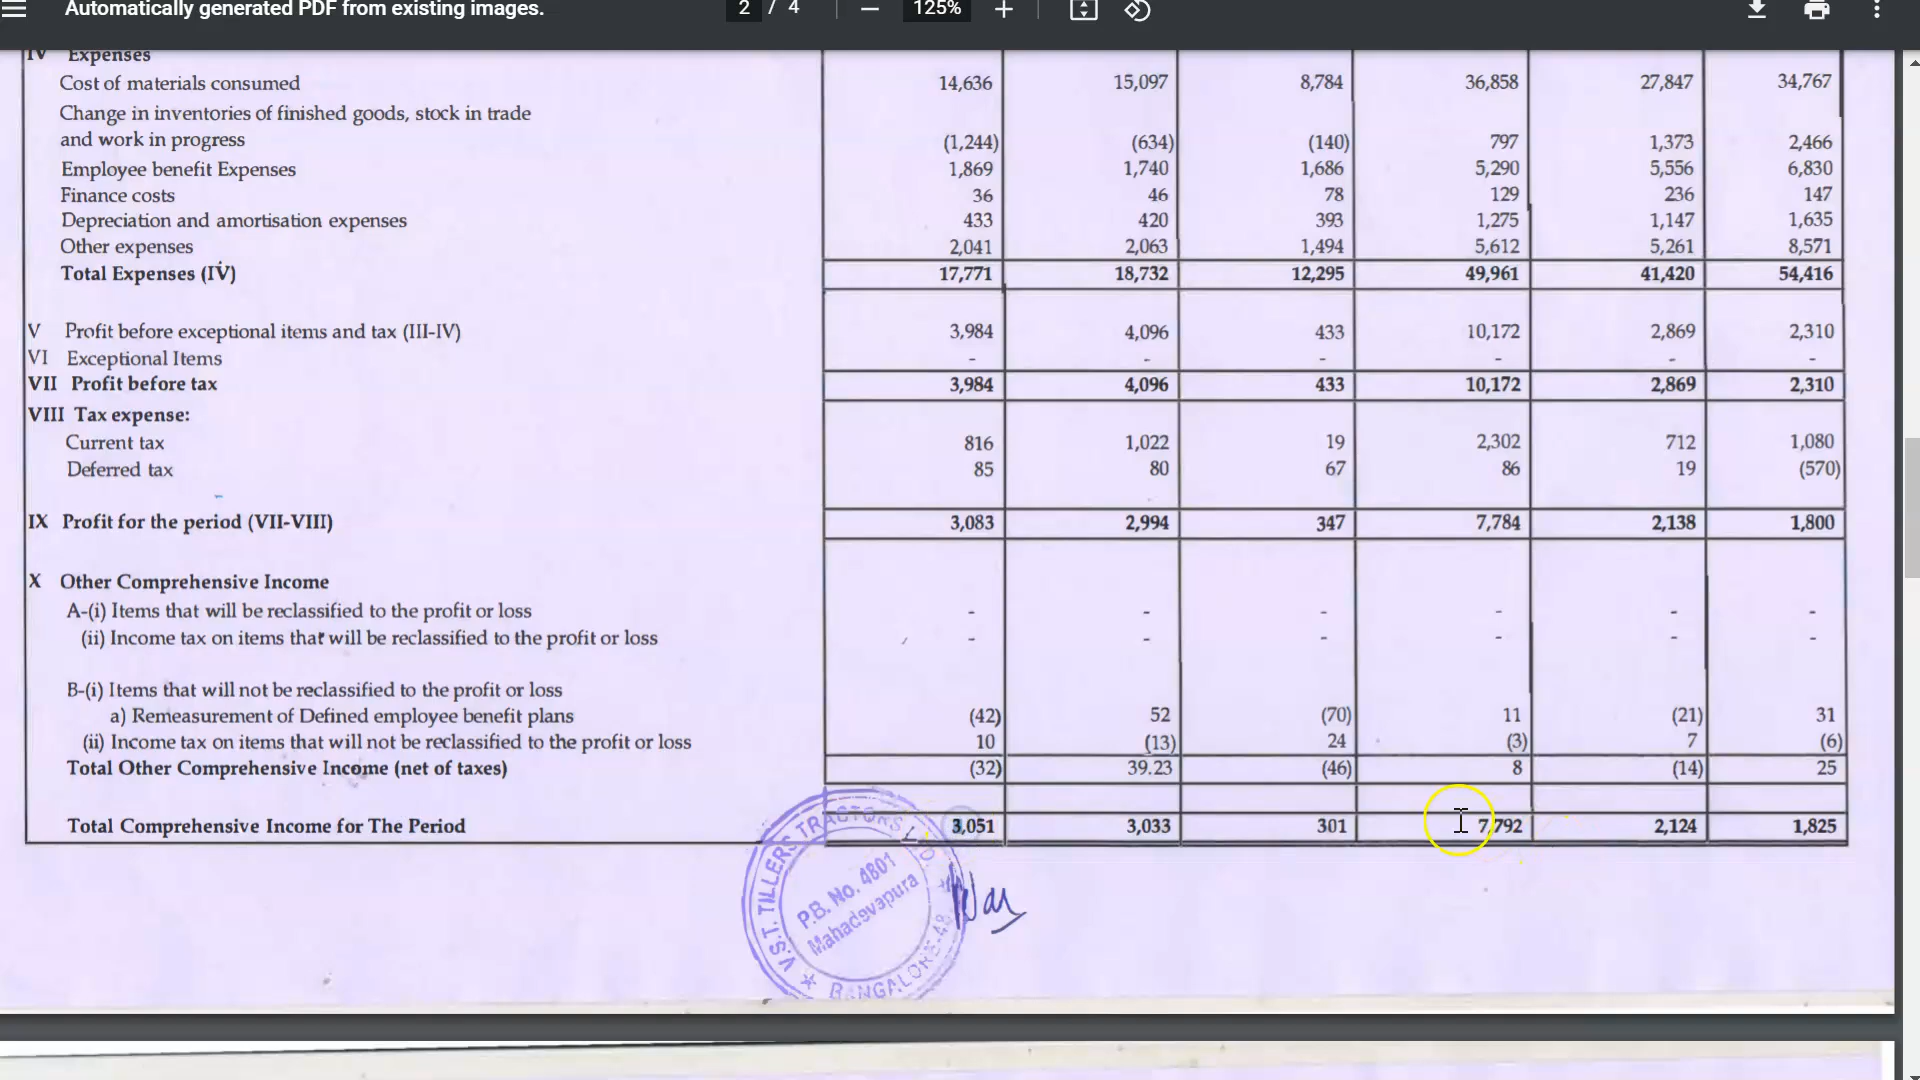 Automatically generated PDF from existing images. 2 / 4 125%
IV Expenses
Cost of materials consumed 14,636 15,097 8,784 36,858 27,847 34,767
Change in inventories of finished goods, stock in trade
and work in progress (1,244) (634) (140) 797 1,373 2,466
Employee benefit Expenses 1,869 1,740 1,686 5,290 5,556 6,830
Finance costs 36 46 78 129 236 147
Depreciation and amortisation expenses 433 420 393 1,275 1,147 1,635
Other expenses 2,041 2,063 1,494 5,612 5,261 8,571
Total Expenses (IV) 17,771 18,732 12,295 49,961 41,420 54,416
V Profit before exceptional items and tax (III-IV) 3,984 4,096 433 10,172 2,869 2,310
VI Exceptional Items - - - - - -
VII Profit before tax 3,984 4,096 433 10,172 2,869 2,310
VIII Tax expense:
Current tax 816 1,022 19 2,302 712 1,080
Deferred tax 85 80 67 86 19 (570)
IX Profit for the period (VII-VIII) 3,083 2,994 347 7,784 2,138 1,800
X Other Comprehensive Income
A-(i) Items that will be reclassified to the profit or loss - - - - - -
(ii) Income tax on items that will be reclassified to the profit or loss - - - - - -
B-(i) Items that will not be reclassified to the profit or loss
a) Remeasurement of Defined employee benefit plans (42) 52 (70) 11 (21) 31
(ii) Income tax on items that will not be reclassified to the profit or loss 10 (13) 24 (3) 7 (6)
Total Other Comprehensive Income (net of taxes) (32) 39.23 (46) 8 (14) 25
Total Comprehensive Income for The Period 3,051 3,033 301 7,792 2,124 1,825
V.S.T. TILLERS TRACTORS LTD.
P.B. No. 4801
Mahadevapura
BANGALORE-48